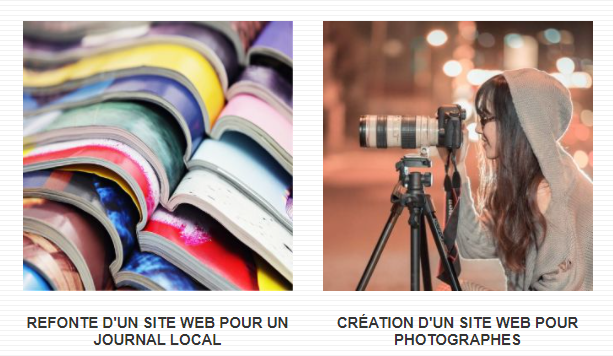 REFONTE D'UN SITE WEB POUR UN
JOURNAL LOCAL
CRÉATION D'UN SITE WEB POUR
PHOTOGRAPHES